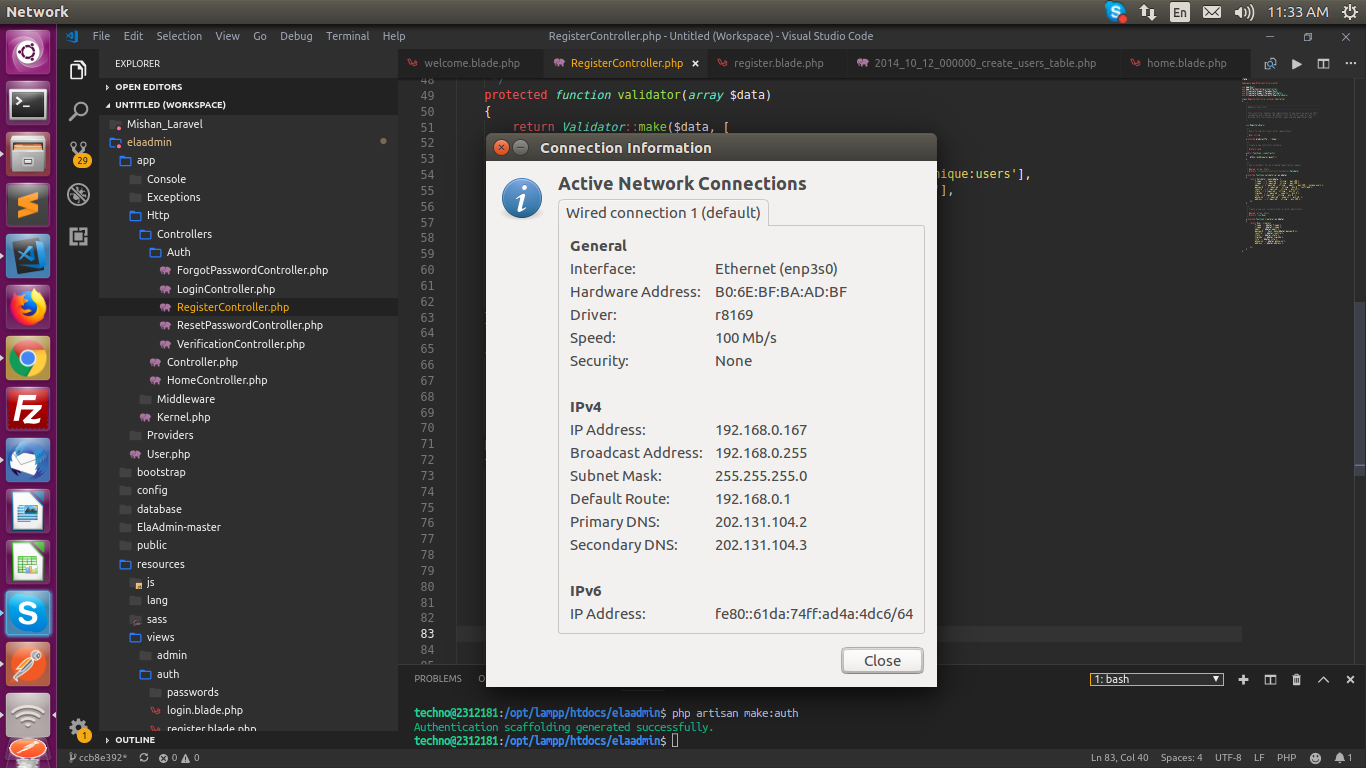 Network
En
11:33 AM
File Edit Selection View Go Debug Terminal Help
RegisterController.php - Untitled (Workspace) - Visual Studio Code
EXPLORER
welcome.blade.php
RegisterController.php ×
register.blade.php
2014_10_12_000000_create_users_table.php
home.blade.php
OPEN EDITORS
UNTITLED (WORKSPACE)
Mishan_Laravel
elaadmin
app
Console
Exceptions
Http
Controllers
Auth
ForgotPasswordController.php
LoginController.php
RegisterController.php
ResetPasswordController.php
VerificationController.php
Controller.php
HomeController.php
Middleware
Kernel.php
Providers
User.php
bootstrap
config
database
ElaAdmin-master
public
resources
js
lang
sass
views
admin
auth
passwords
login.blade.php
register.blade.php
OUTLINE
29
1
48
49 protected function validator(array $data)
50 {
51 return Validator::make($data, [
52
53
54 nique:users'],
55 '],
56
57
58
59
60
61
62
63
64
65
66
67
68
69
70
71
72
73
74
75
76
77
78
79
80
81
82
83
84
85
Connection Information
Active Network Connections
Wired connection 1 (default)
General
Interface: Ethernet (enp3s0)
Hardware Address: B0:6E:BF:BA:AD:BF
Driver: r8169
Speed: 100 Mb/s
Security: None
IPv4
IP Address: 192.168.0.167
Broadcast Address: 192.168.0.255
Subnet Mask: 255.255.255.0
Default Route: 192.168.0.1
Primary DNS: 202.131.104.2
Secondary DNS: 202.131.104.3
IPv6
IP Address: fe80::61da:74ff:ad4a:4dc6/64
Close
PROBLEMS O
1: bash
techno@2312181:/opt/lampp/htdocs/elaadmin$ php artisan make:auth
Authentication scaffolding generated successfully.
techno@2312181:/opt/lampp/htdocs/elaadmin$
ccb8e392* 0 0
Ln 83, Col 40 Spaces: 4 UTF-8 LF PHP 1